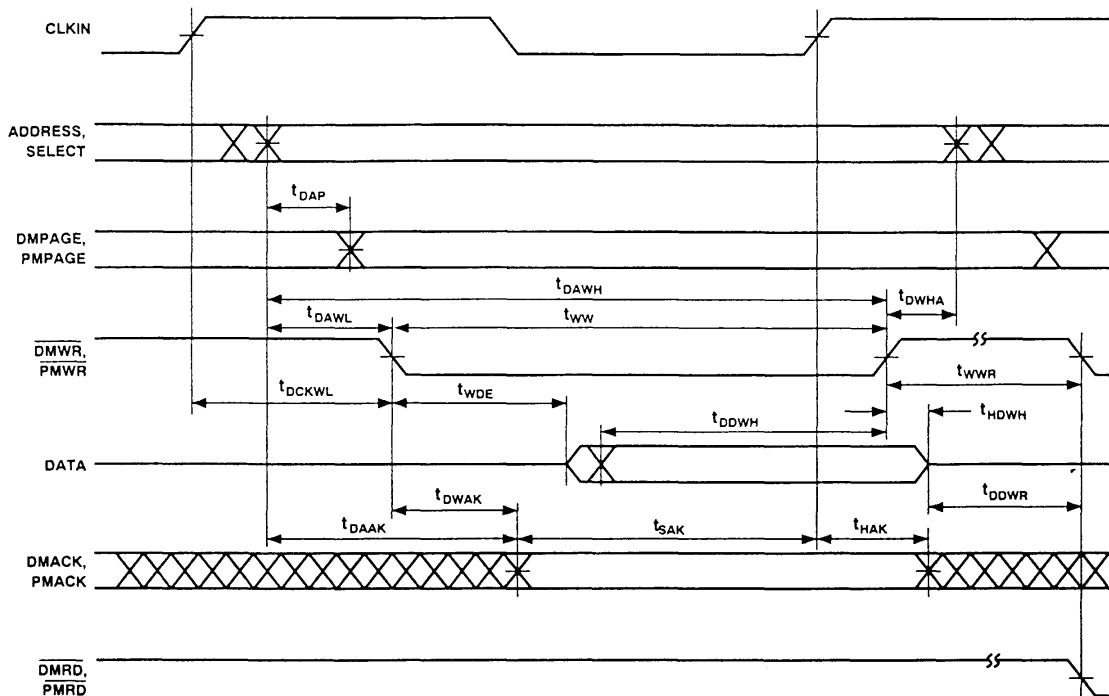 CLKIN
ADDRESS,
SELECT
tDAP
DMPAGE,
PMPAGE
tDAWH
tDWHA
tDAWL
tWW
DMWR,
PMWR
tWWR
tDCKWL
tWDE
tHDWH
tDDWH
DATA
tDWAK
tDDWR
tDAAK
tSAK
tHAK
DMACK,
PMACK
DMRD,
PMRD